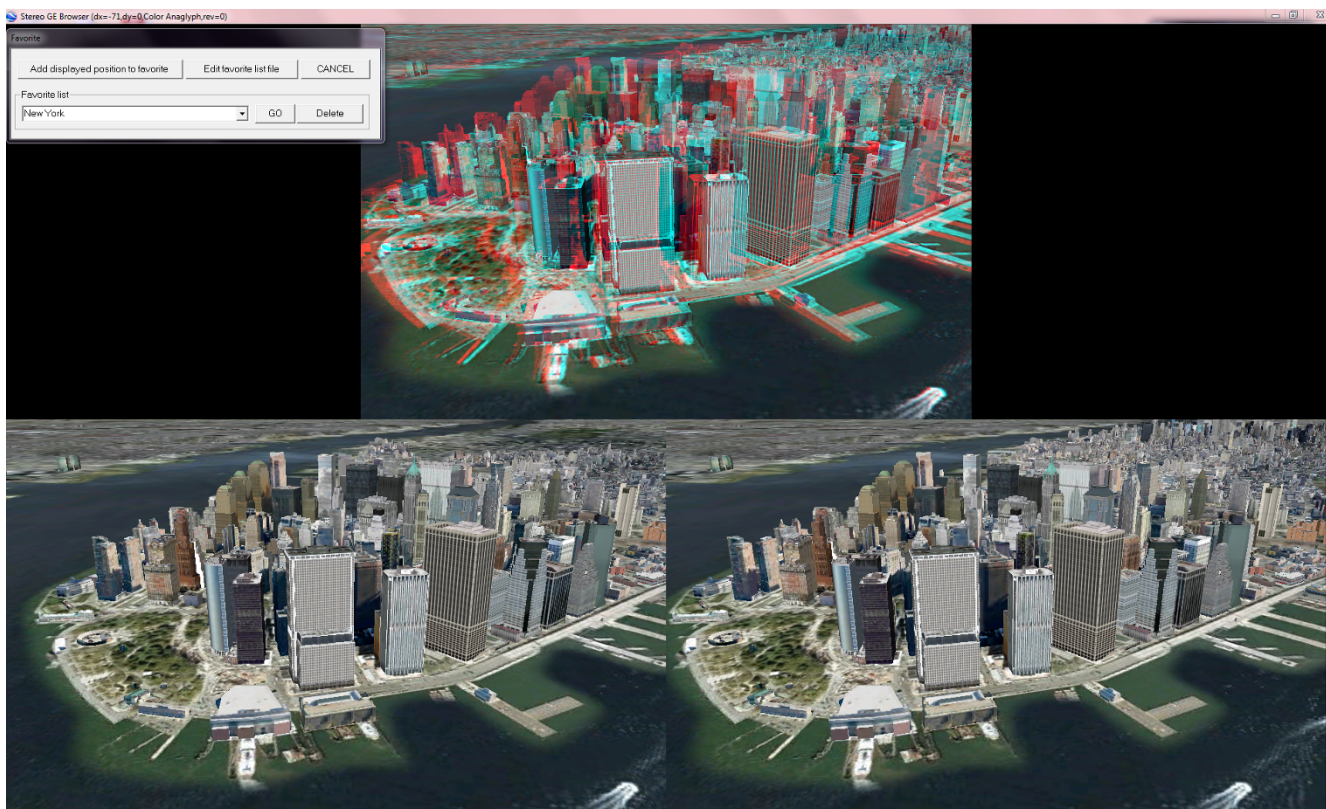 Stereo GE Browser (dx=-71,dy=0,Color Anaglyph,rev=0)
Favorite
Add displayed position to favorite
Edit favorite list file
CANCEL
Favorite list
New York
GO
Delete